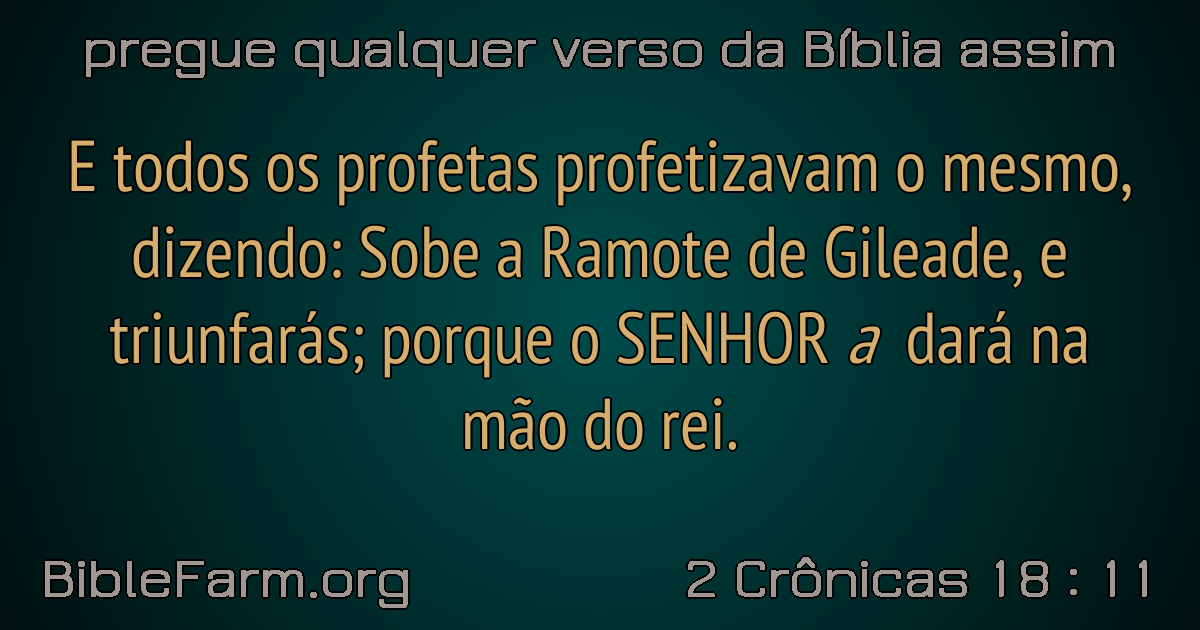 pregue qualquer verso da Bíblia assim
E todos os profetas profetizavam o mesmo,
dizendo: Sobe a Ramote de Gileade, e
triunfarás; porque o SENHOR a dará na
mão do rei.
BibleFarm.org
2 Crônicas 18 : 11